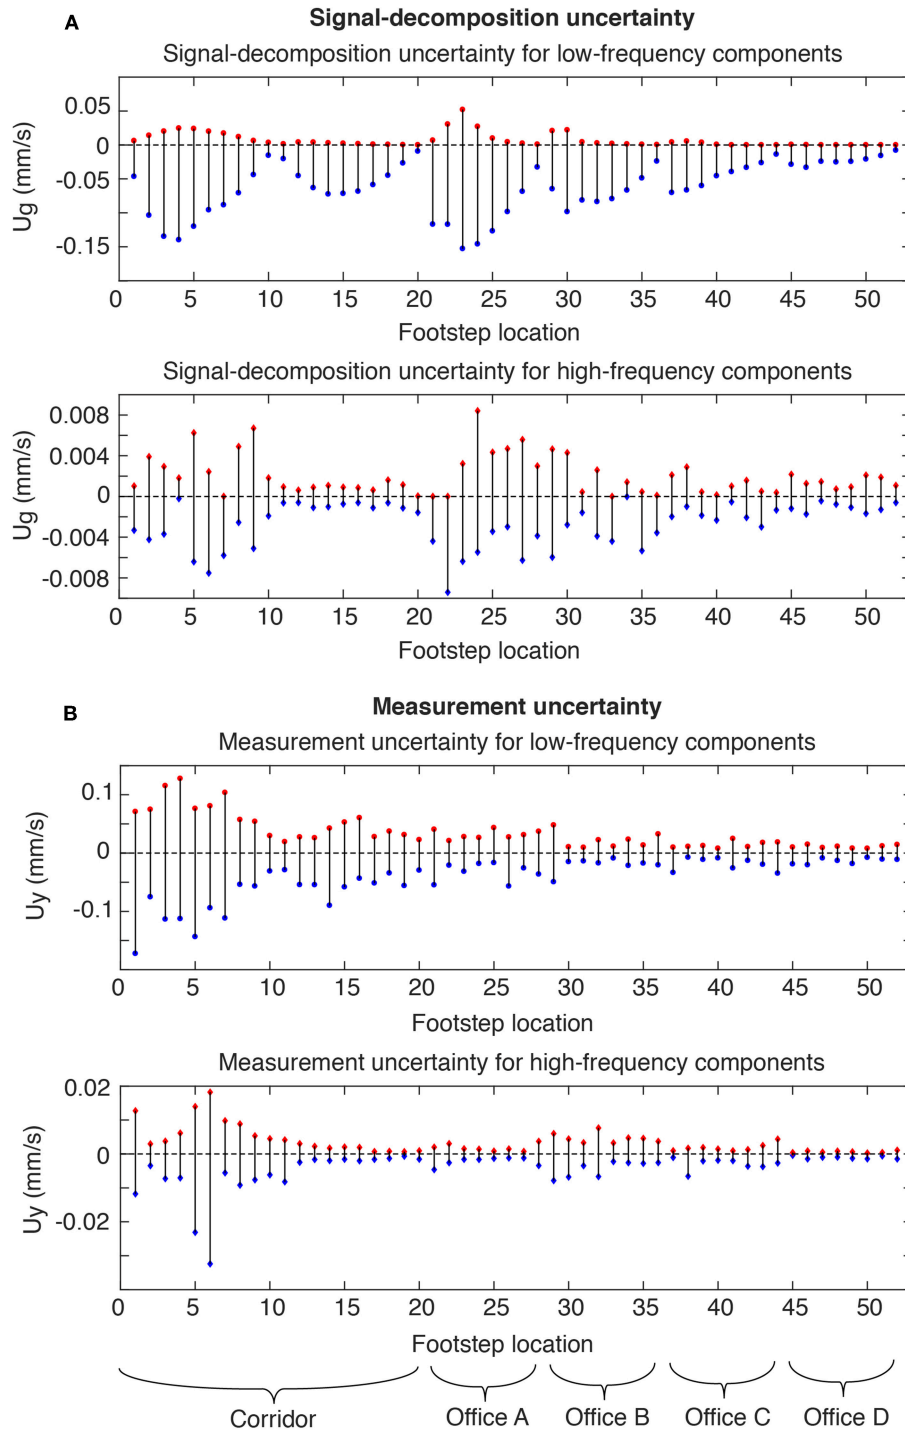 A
Signal-decomposition uncertainty
Signal-decomposition uncertainty for low-frequency components
0.05
0
-0.05
-0.15
Ug (mm/s)
0 5 10 15 20 25 30 35 40 45 50
Footstep location
Signal-decomposition uncertainty for high-frequency components
0.008
0.004
0
-0.004
-0.008
Ug (mm/s)
0 5 10 15 20 25 30 35 40 45 50
Footstep location
B
Measurement uncertainty
Measurement uncertainty for low-frequency components
0.1
0
-0.1
Uy (mm/s)
0 5 10 15 20 25 30 35 40 45 50
Footstep location
Measurement uncertainty for high-frequency components
0.02
0
-0.02
Uy (mm/s)
0 5 10 15 20 25 30 35 40 45 50
Footstep location
Corridor Office A Office B Office C Office D